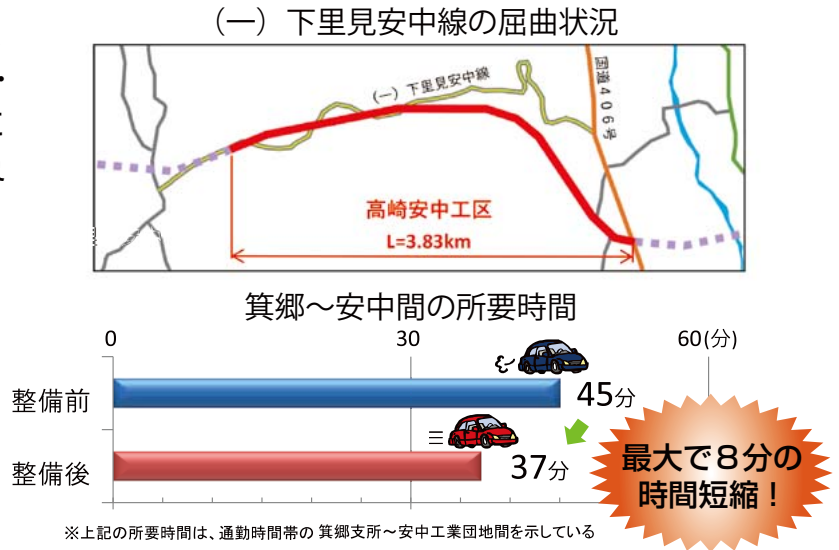 （一）下里見安中線の屈曲状況
（一）下里見安中線
国道４０６号
高崎安中工区
L=3.83km
箕郷～安中間の所要時間
0 30 60(分)
整備前
45分
整備後
37分
最大で８分の
時間短縮！
※上記の所要時間は、通勤時間帯の 箕郷支所～安中工業団地間を示している